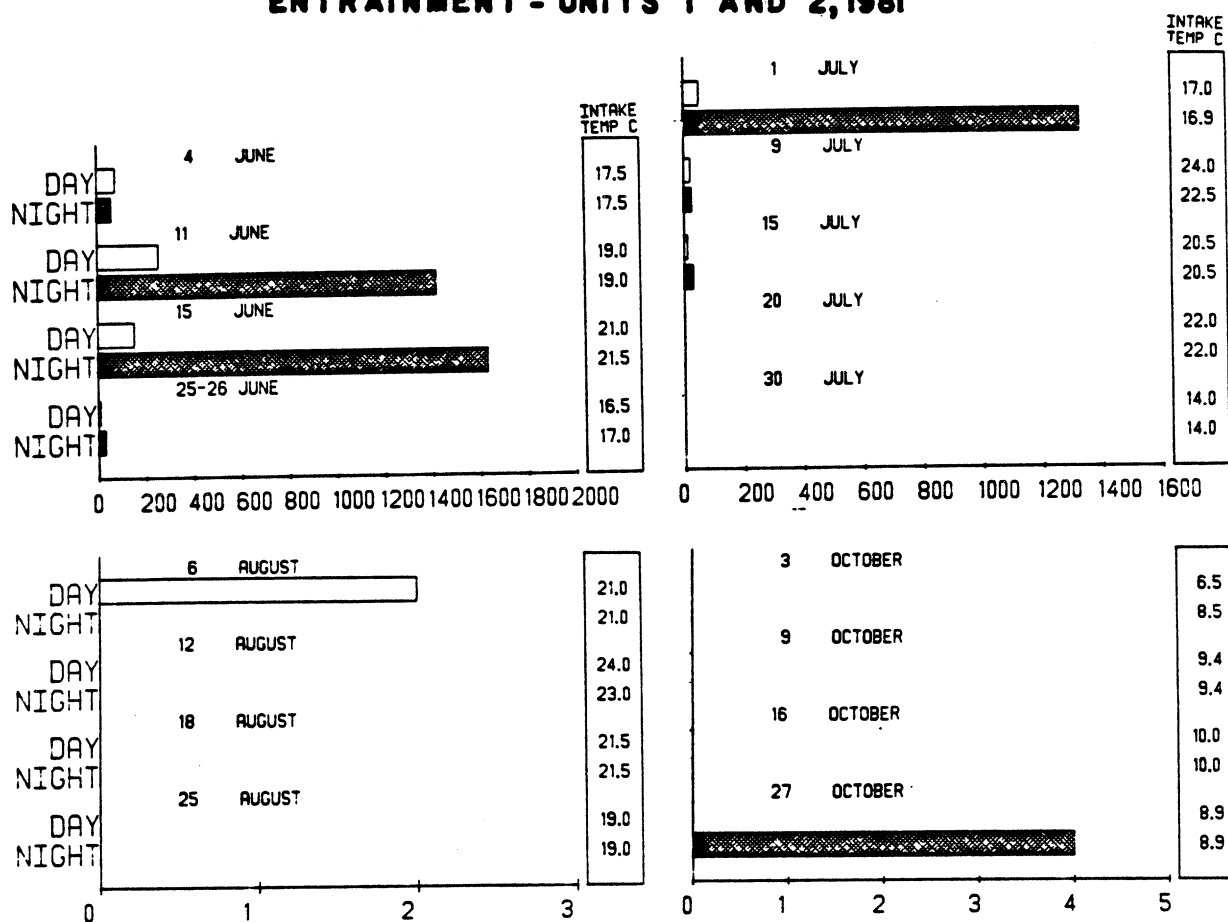 ENTRAINMENT - UNITS 1 AND 2, 1981
INTAKE
TEMP C
4 JUNE
DAY 17.5
NIGHT 17.5
11 JUNE
DAY 19.0
NIGHT 19.0
15 JUNE
DAY 21.0
NIGHT 21.5
25-26 JUNE
DAY 16.5
NIGHT 17.0
0 200 400 600 800 1000 1200 1400 1600 1800 2000
INTAKE
TEMP C
1 JULY
17.0
16.9
9 JULY
24.0
22.5
15 JULY
20.5
20.5
20 JULY
22.0
22.0
30 JULY
14.0
14.0
0 200 400 600 800 1000 1200 1400 1600
6 AUGUST
DAY 21.0
NIGHT 21.0
12 AUGUST
DAY 24.0
NIGHT 23.0
18 AUGUST
DAY 21.5
NIGHT 21.5
25 AUGUST
DAY 19.0
NIGHT 19.0
0 1 2 3
3 OCTOBER
6.5
8.5
9 OCTOBER
9.4
9.4
16 OCTOBER
10.0
10.0
27 OCTOBER
8.9
8.9
0 1 2 3 4 5